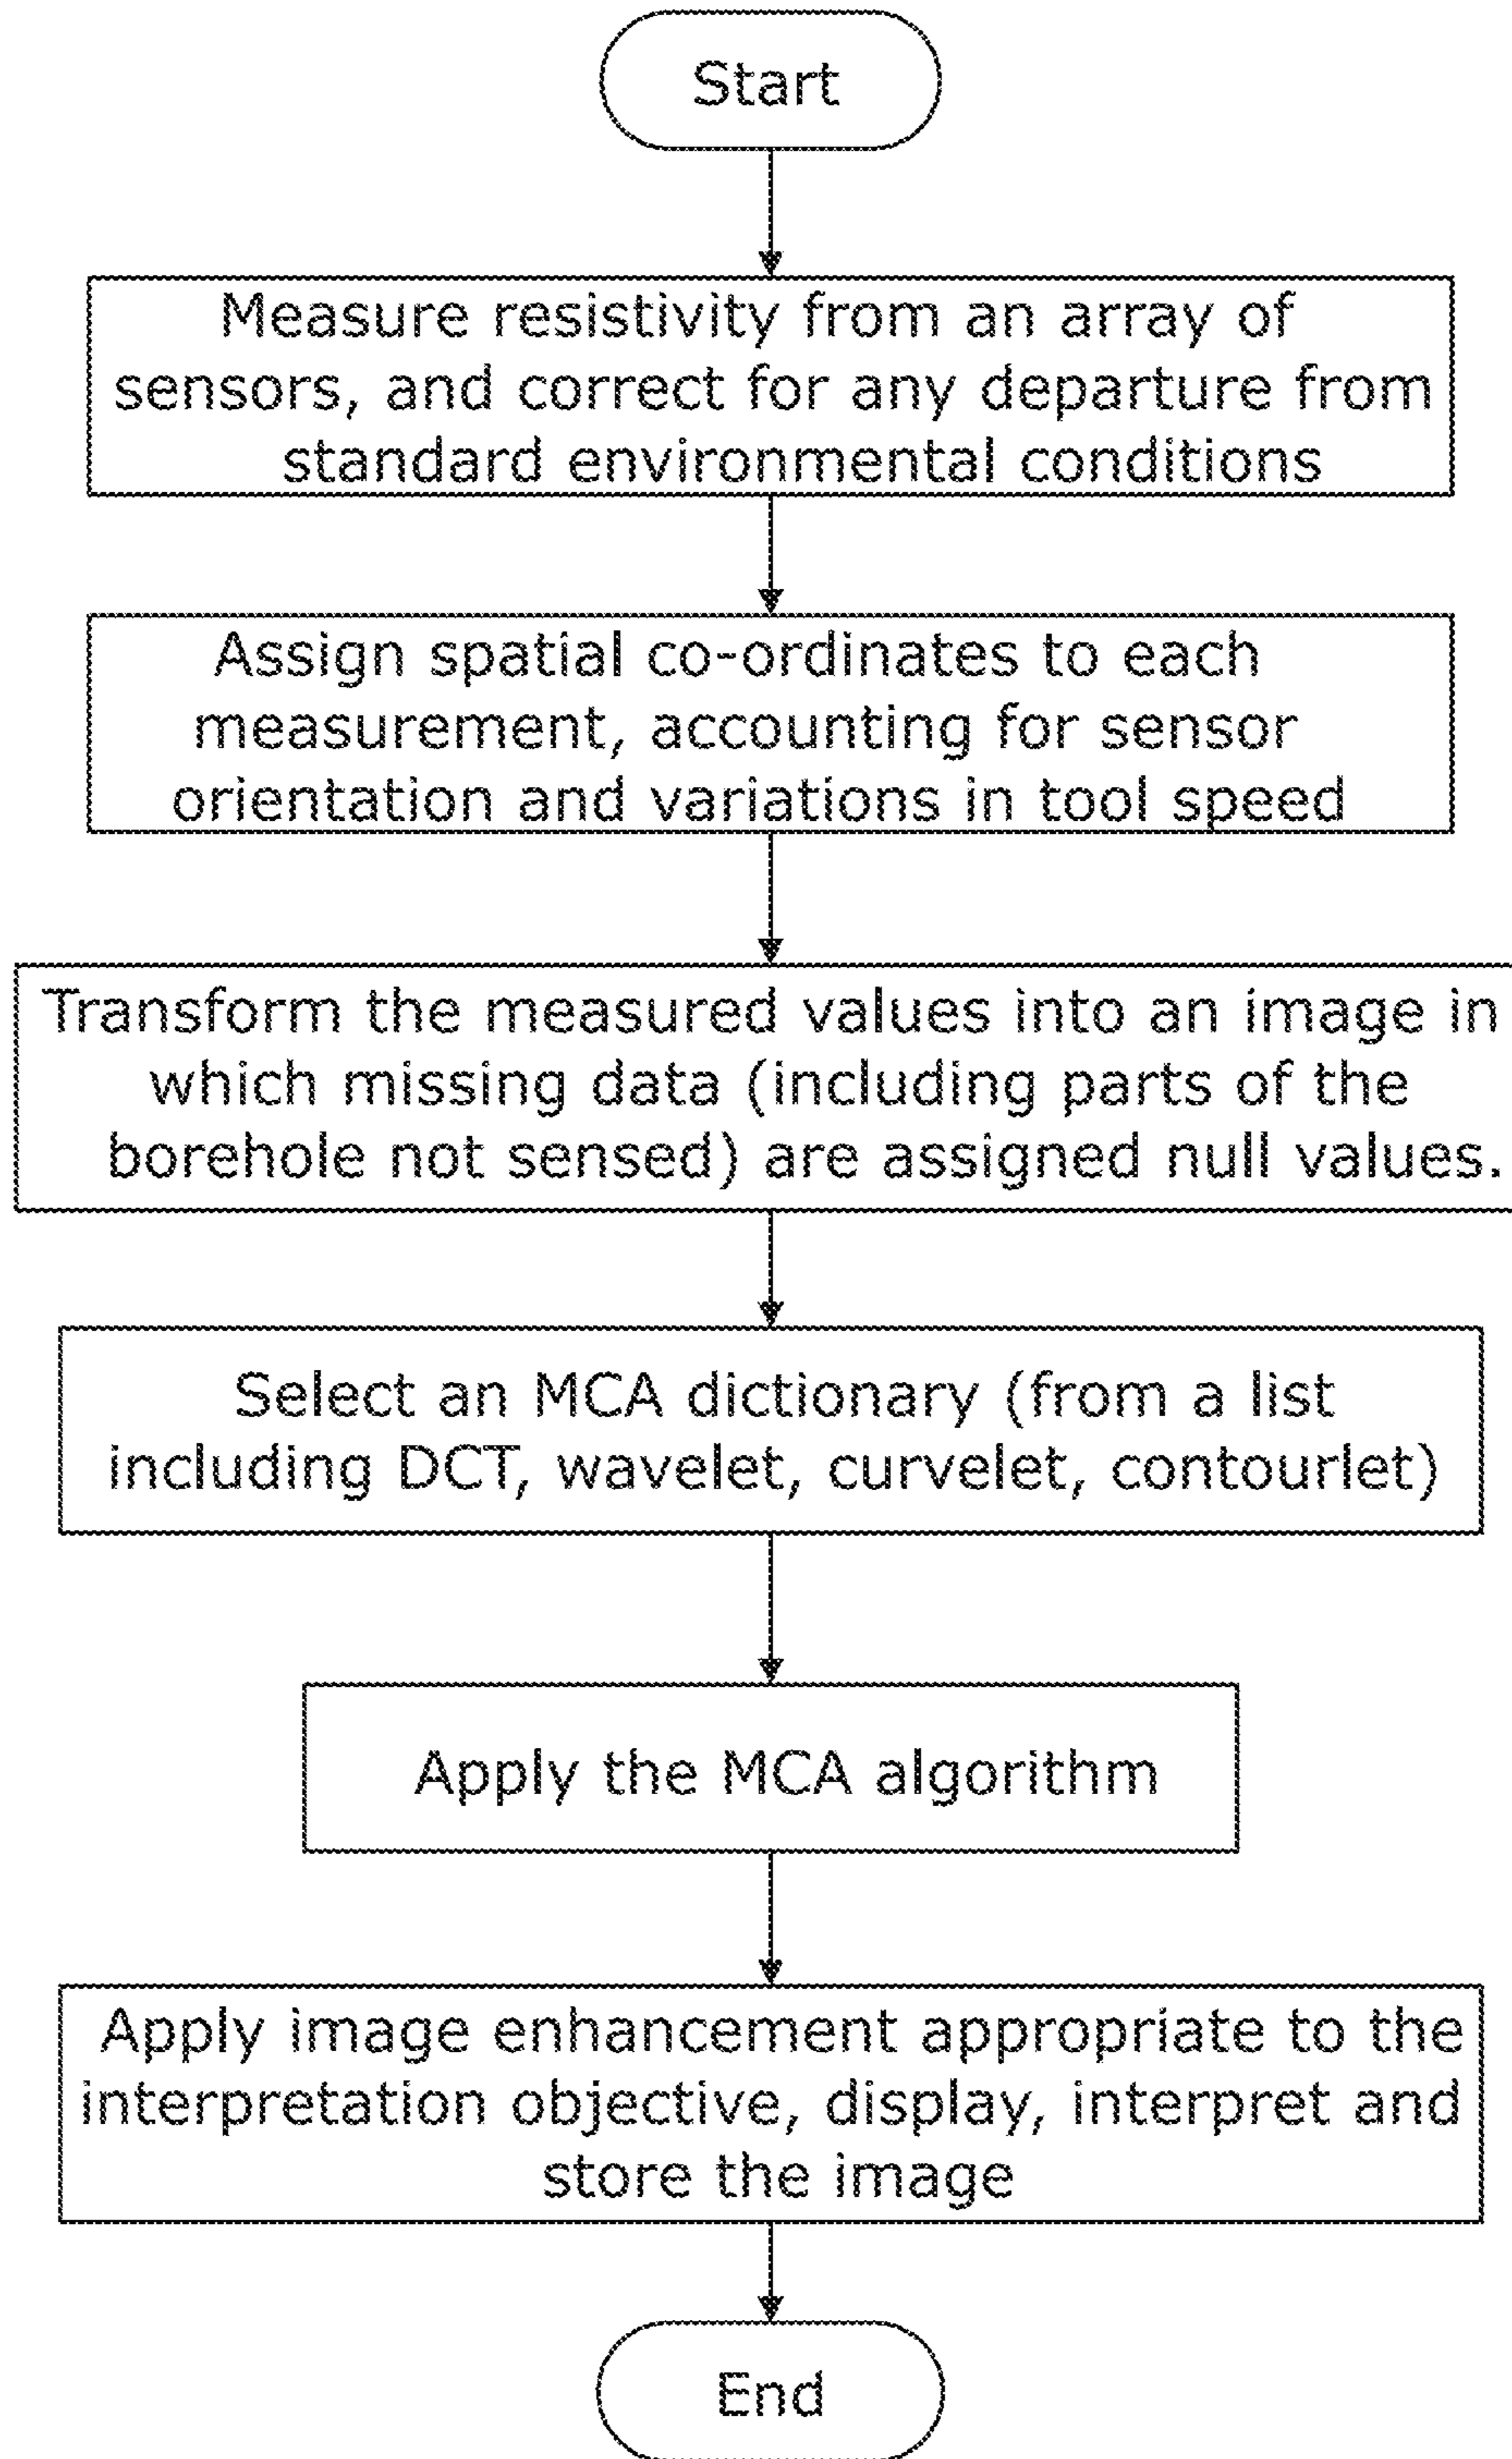 Start
Measure resistivity from an array of
sensors, and correct for any departure from
standard environmental conditions
Assign spatial co-ordinates to each
measurement, accounting for sensor
orientation and variations in tool speed
Transform the measured values into an image in
which missing data (including parts of the
borehole not sensed) are assigned null values.
Select an MCA dictionary (from a list
including DCT, wavelet, curvelet, contourlet)
Apply the MCA algorithm
Apply image enhancement appropriate to the
interpretation objective, display, interpret and
store the image
End